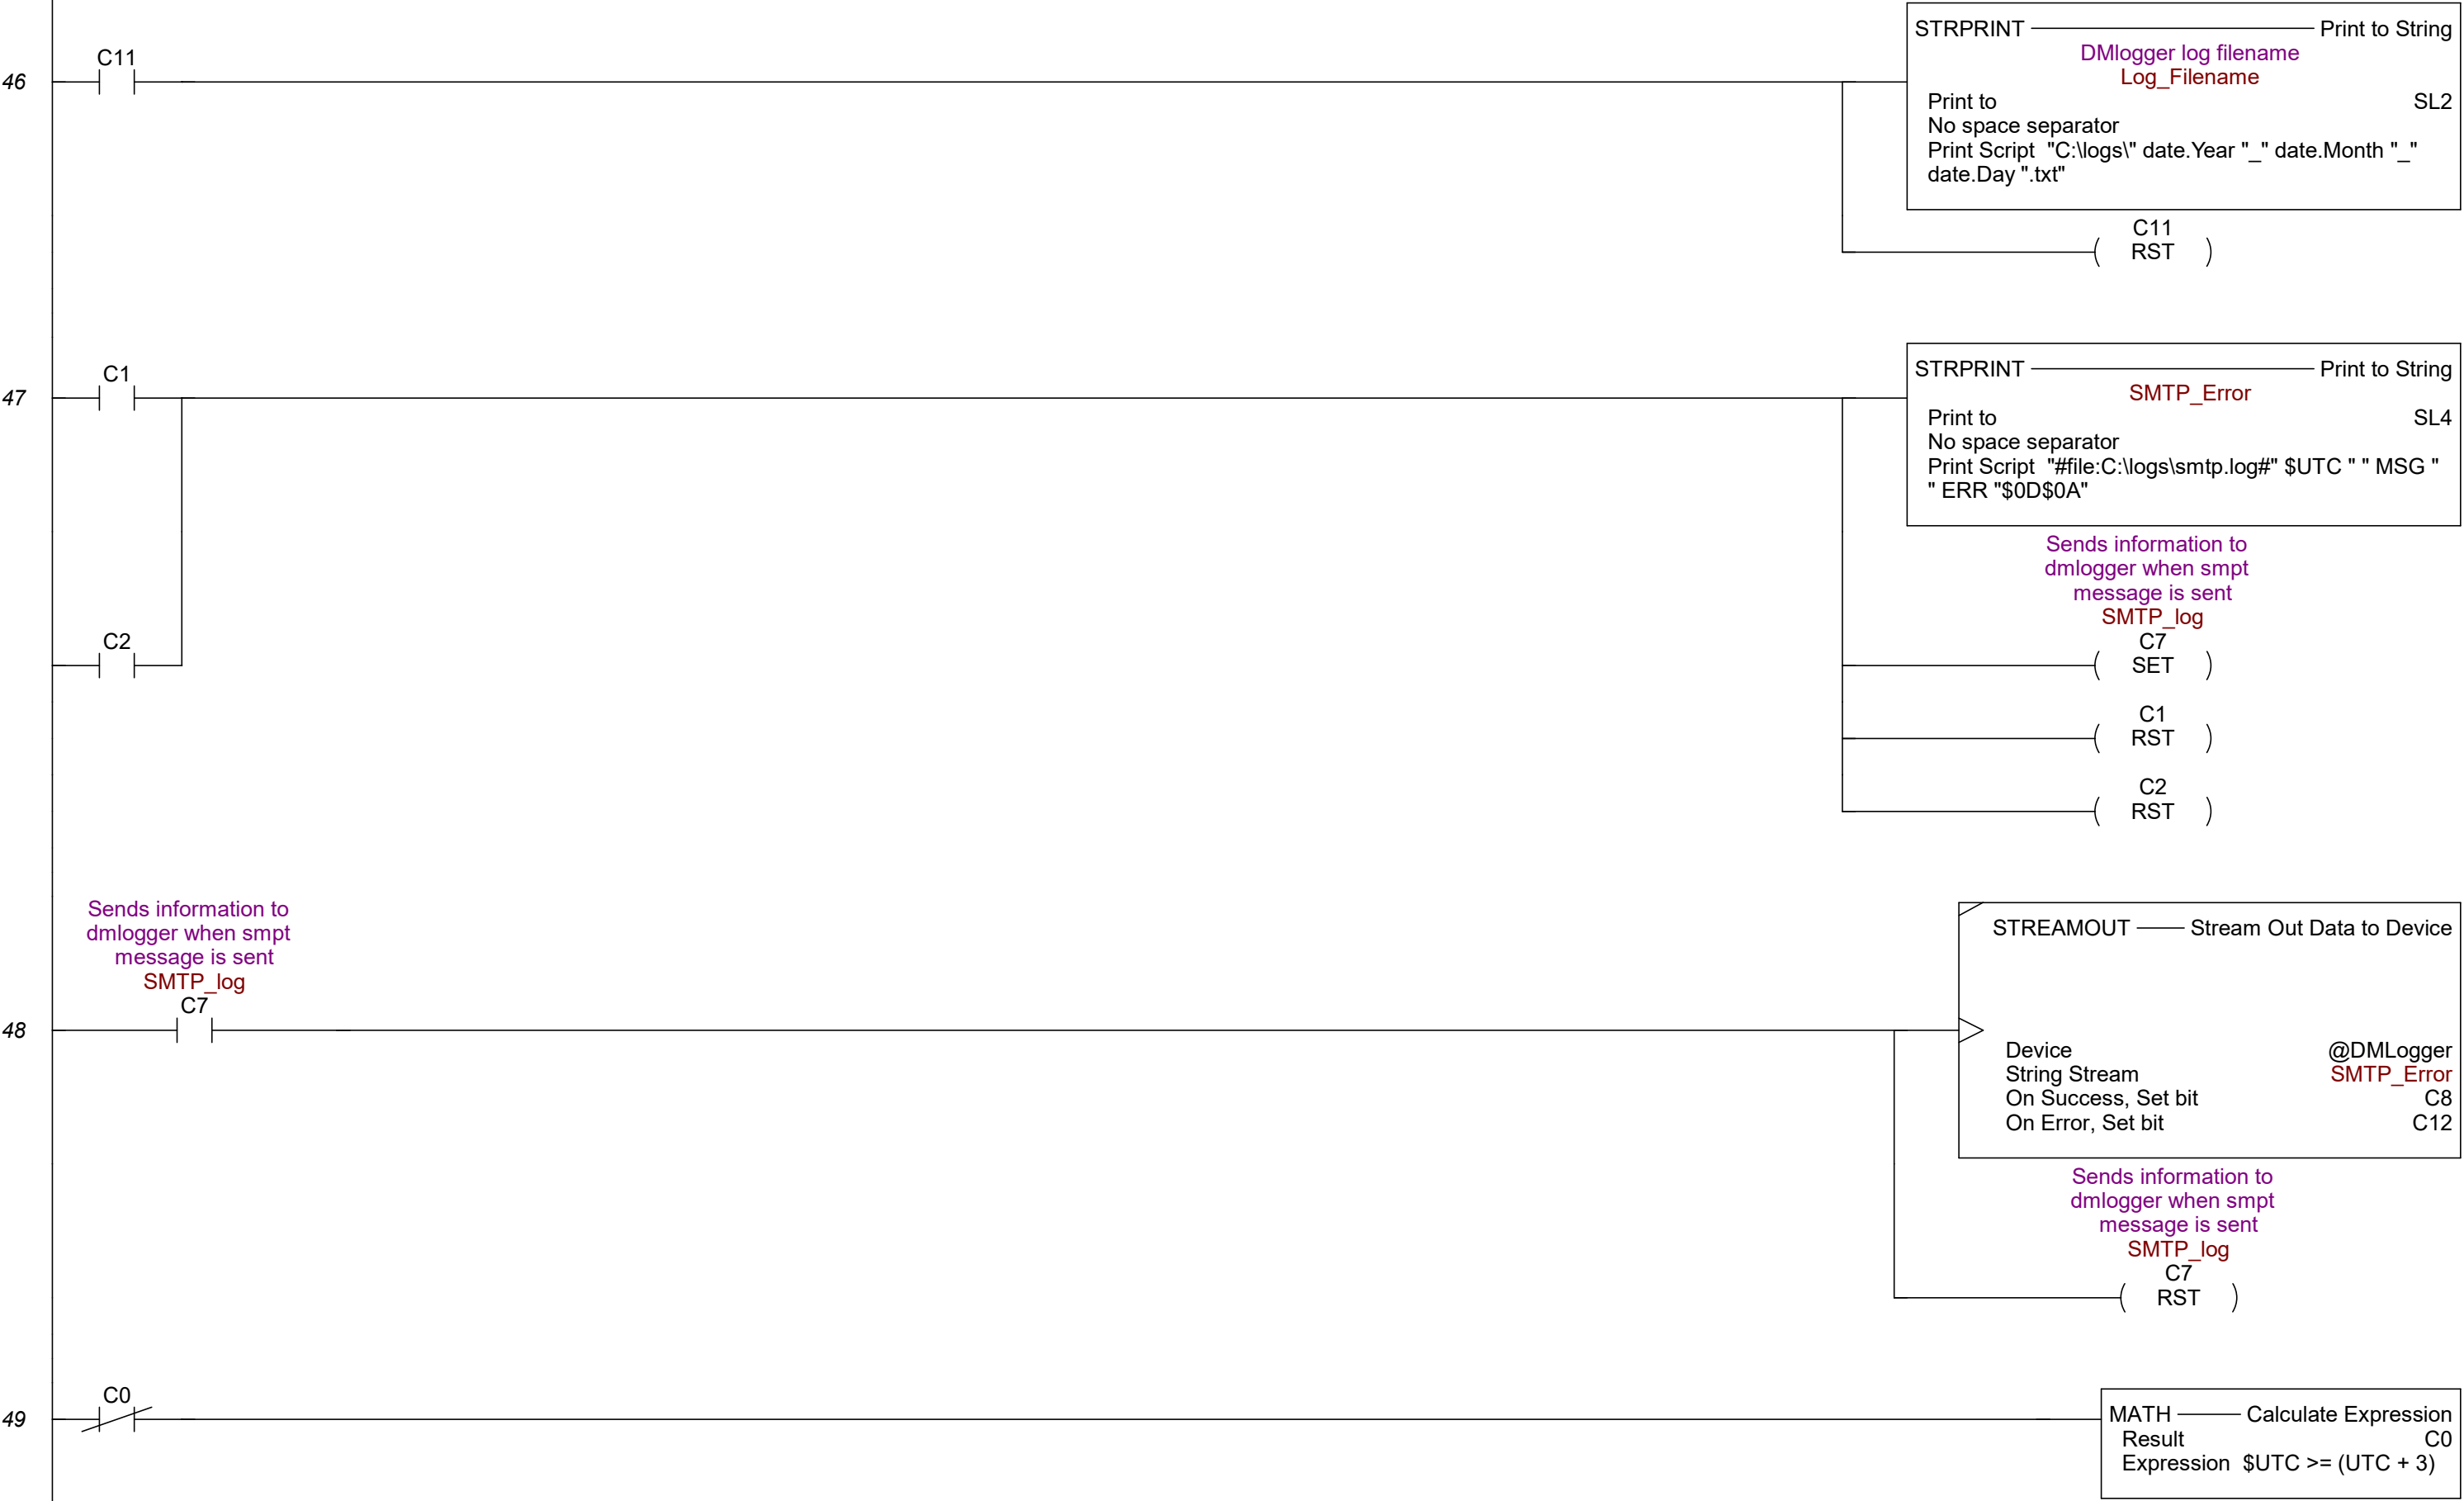 C11
46
STRPRINT Print to String
DMlogger log filename
Log_Filename
Print to SL2
No space separator
Print Script "C:\logs\" date.Year "_" date.Month "_"
date.Day ".txt"
C11
RST
C1
47
STRPRINT Print to String
SMTP_Error
Print to SL4
No space separator
Print Script "#file:C:\logs\smtp.log#" $UTC " " MSG "
" ERR "$0D$0A"
Sends information to
dmlogger when smpt
message is sent
SMTP_log
C7
SET
C2
C1
RST
C2
RST
Sends information to
dmlogger when smpt
message is sent
SMTP_log
C7
48
STREAMOUT Stream Out Data to Device
Device @DMLogger
String Stream SMTP_Error
On Success, Set bit C8
On Error, Set bit C12
Sends information to
dmlogger when smpt
message is sent
SMTP_log
C7
RST
C0
49
MATH Calculate Expression
Result C0
Expression $UTC >= (UTC + 3)